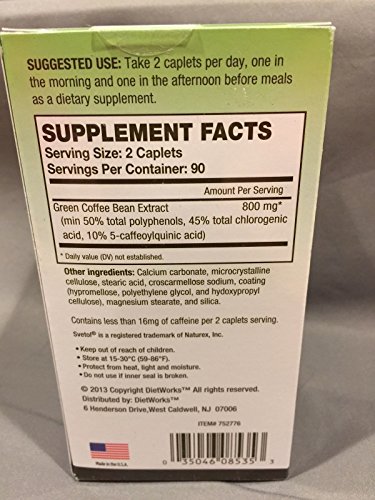 SUGGESTED USE: Take 2 caplets per day, one in
the morning and one in the afternoon before meals
as a dietary supplement.
SUPPLEMENT FACTS
Serving Size: 2 Caplets
Servings Per Container: 90
Amount Per Serving
Green Coffee Bean Extract 800 mg*
(min 50% total polyphenols, 45% total chlorogenic
acid, 10% 5-caffeoylquinic acid)
* Daily value (DV) not established.
Other ingredients: Calcium carbonate, microcrystalline
cellulose, stearic acid, croscarmellose sodium, coating
(hypromellose, polyethylene glycol, and hydoxypropyl
cellulose), magnesium stearate, and silica.
Contains less than 16mg of caffeine per 2 caplets serving.
Svetol® is a registered trademark of Naturex, Inc.
• Keep out of reach of children.
• Store at 15-30°C (59-86°F).
• Protect from heat, light and moisture.
• Do not use if inner seal is broken.
© 2013 Copyright DietWorks™ All rights reserved.
Distributed by: DietWorks™
6 Henderson Drive,West Caldwell, NJ 07006
ITEM# 752776
Made in the U.S.A.
0 35046 08535 3